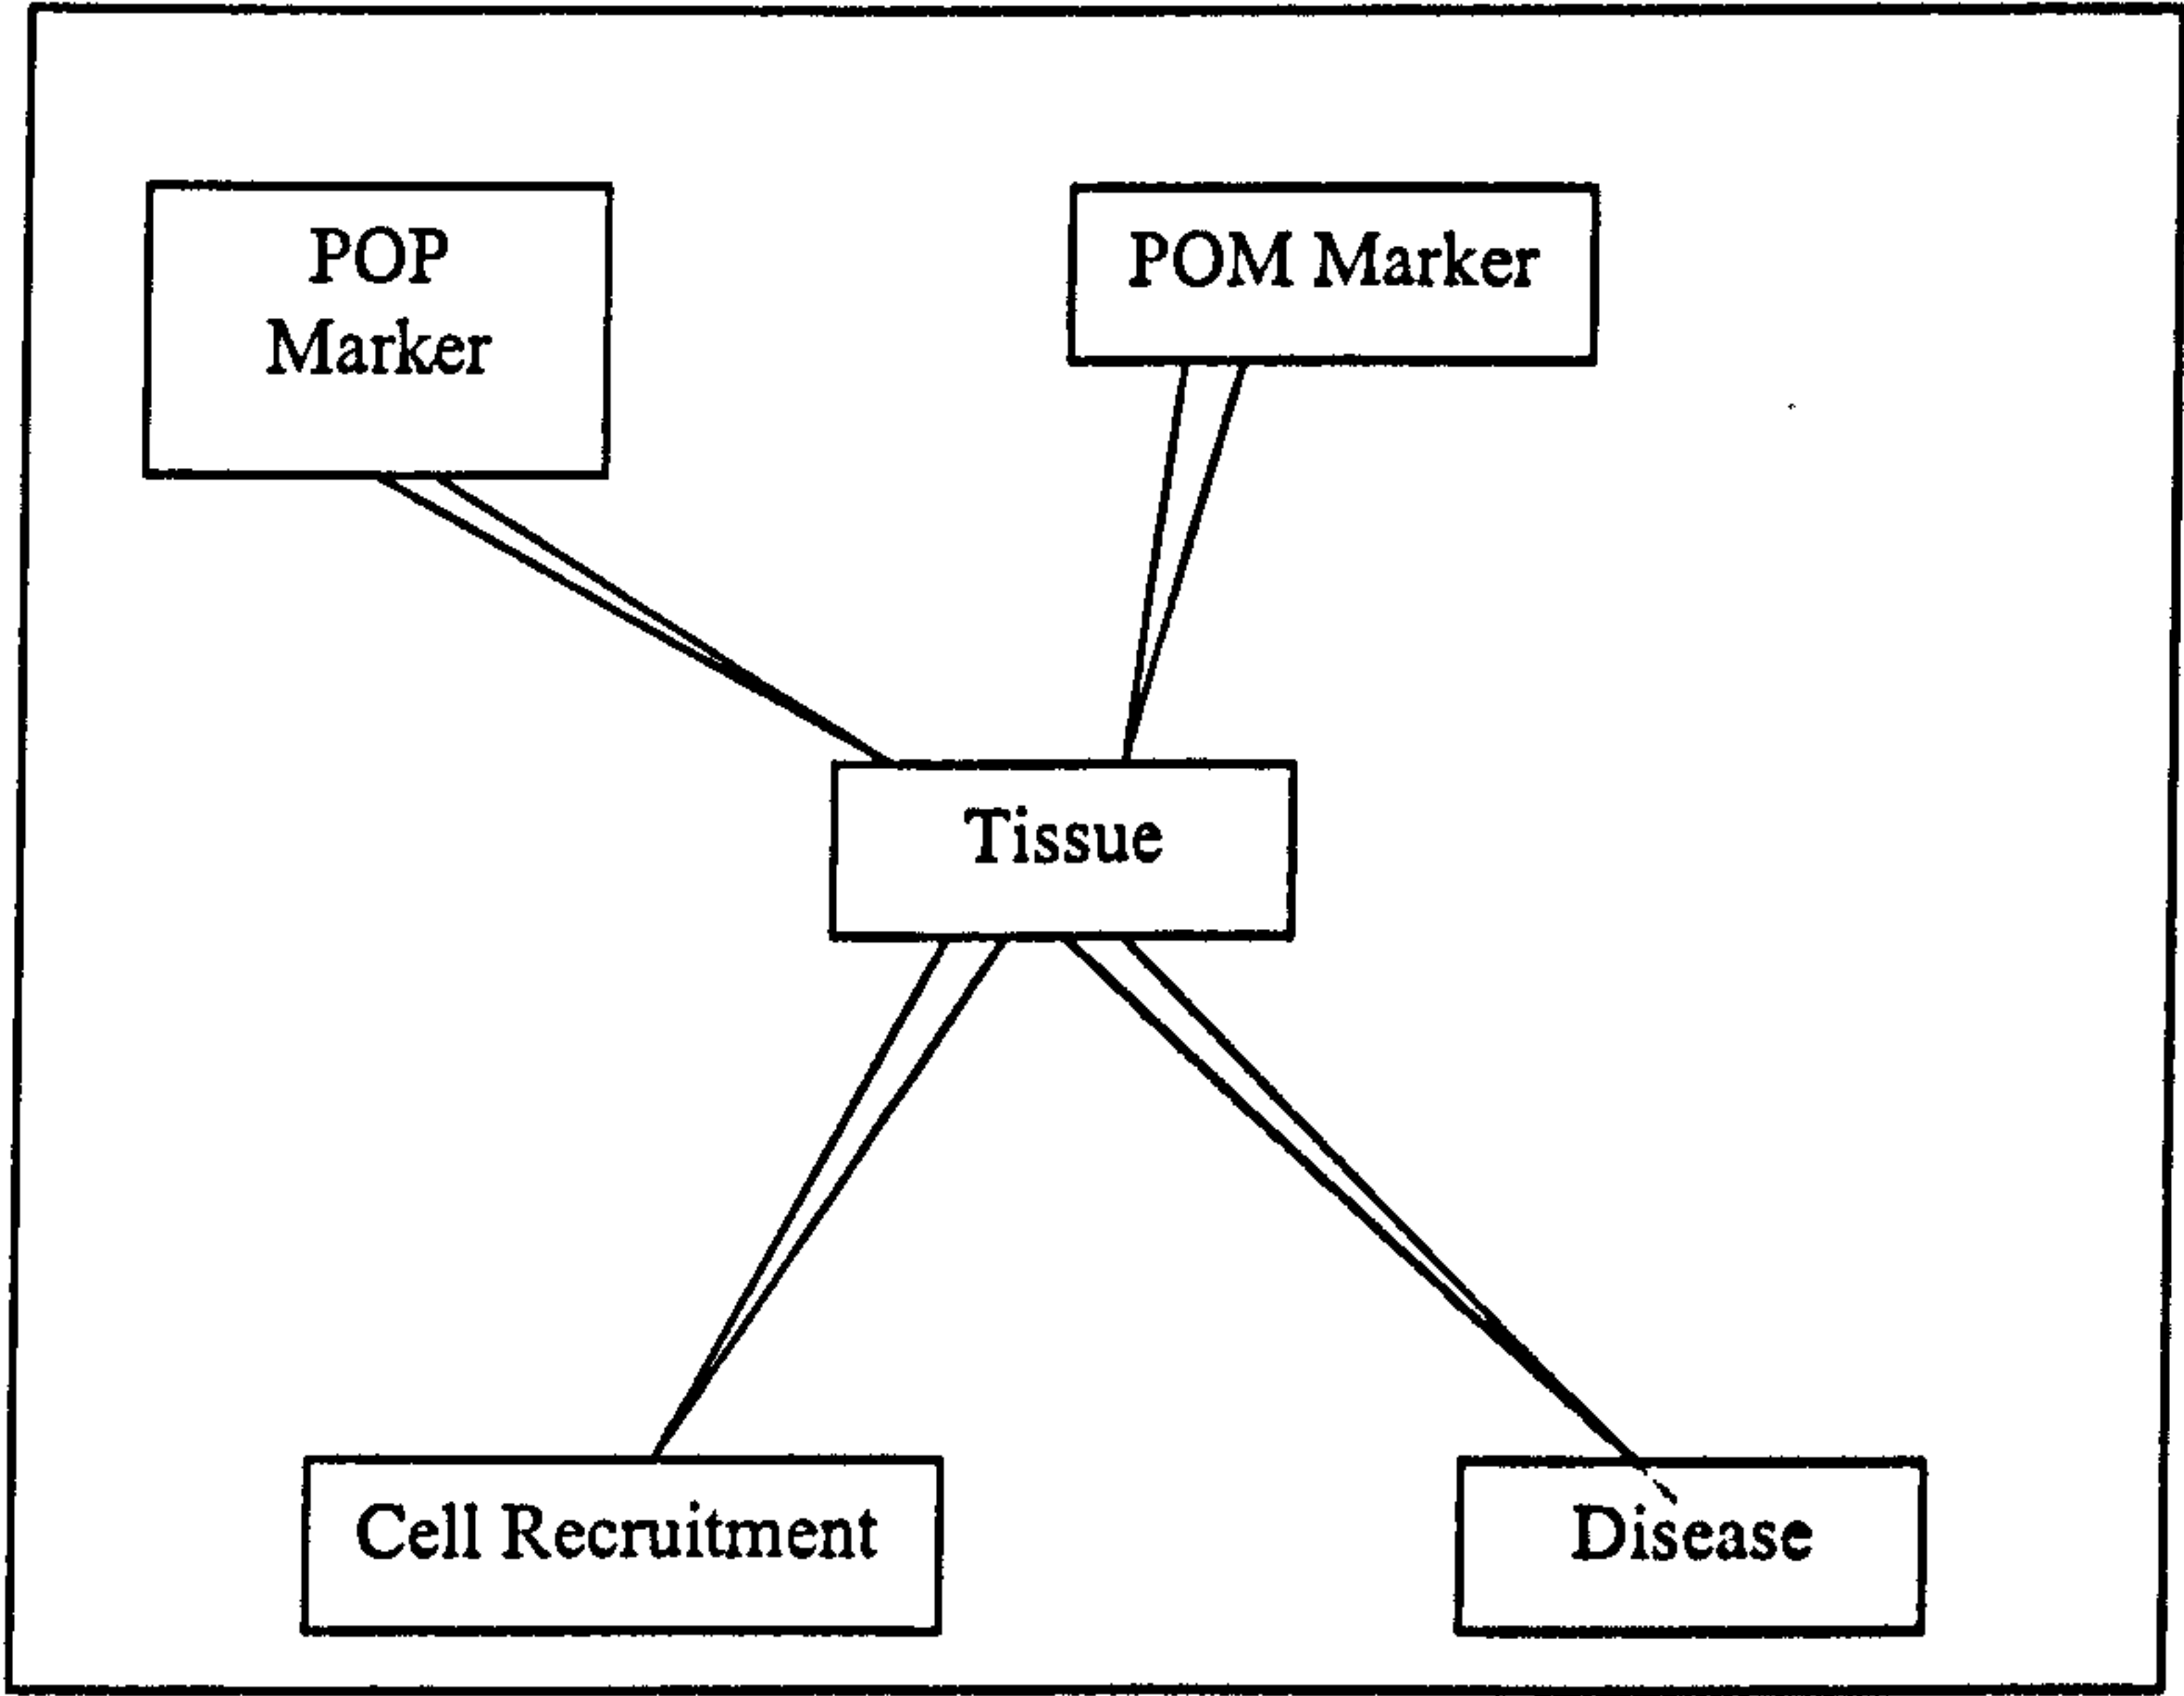 POP
Marker
POM Marker
Tissue
Cell Recruitment
Disease